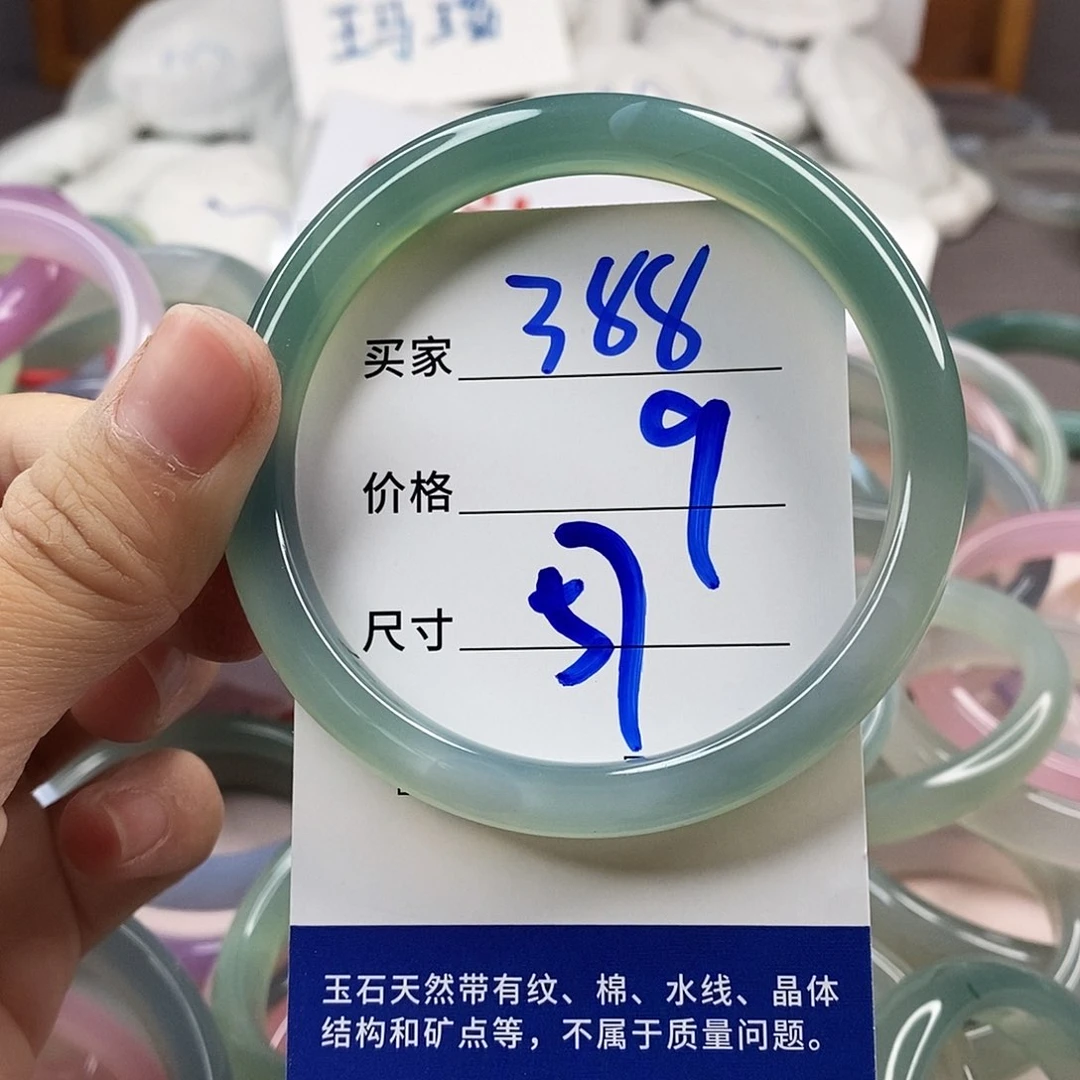 玉玛瑙
买家 388
价格 9
尺寸 57
玉石天然带有纹、棉、水线、晶体
结构和矿点等，不属于质量问题。